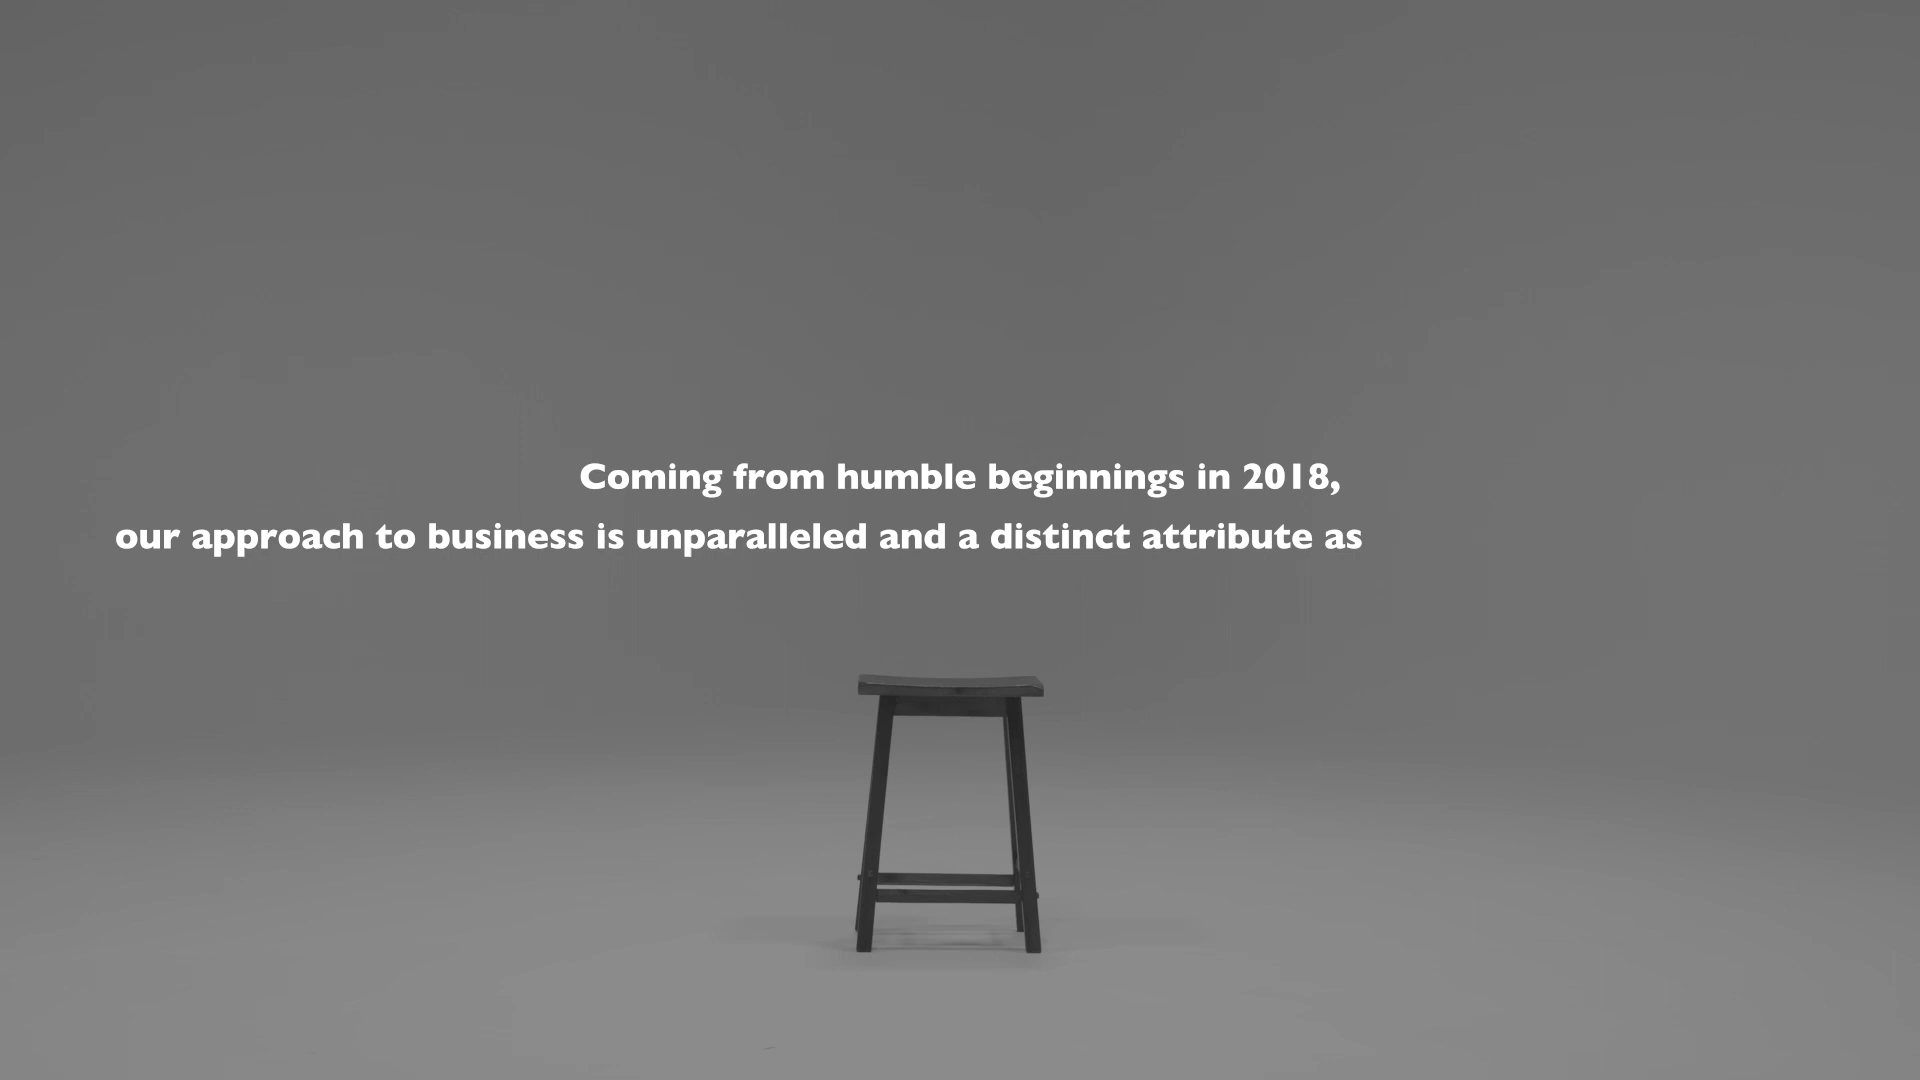 Coming from humble beginnings in 2018,
our approach to business is unparalleled and a distinct attribute as